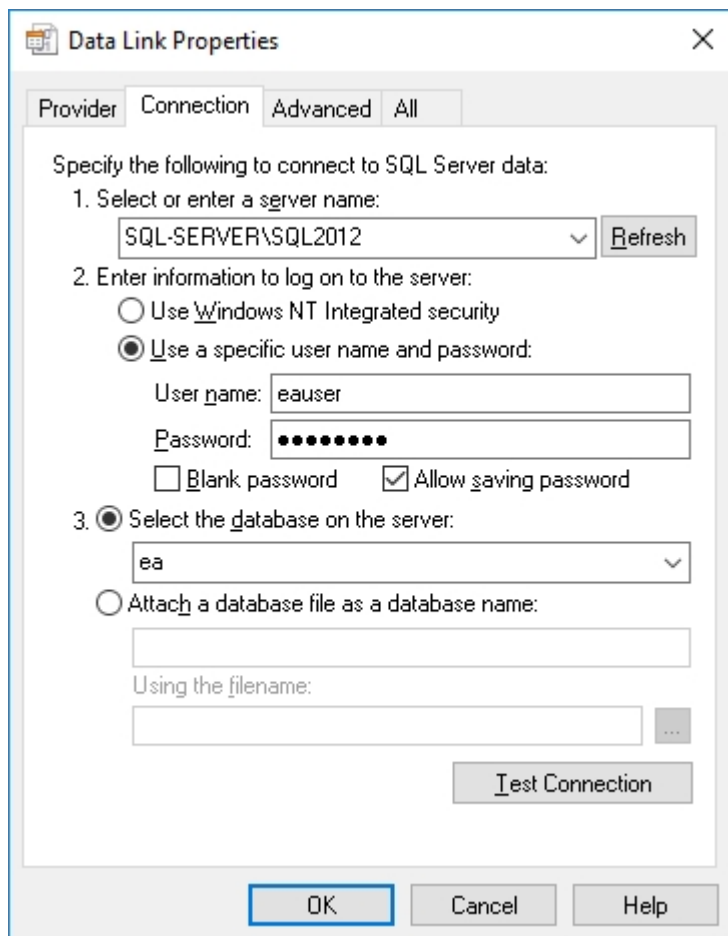 Data Link Properties
Provider Connection Advanced All
Specify the following to connect to SQL Server data:
1. Select or enter a server name:
SQL-SERVER\SQL2012 Refresh
2. Enter information to log on to the server:
Use Windows NT Integrated security
Use a specific user name and password:
User name: eauser
Password: ●●●●●●●●●
Blank password Allow saving password
3. Select the database on the server:
ea
Attach a database file as a database name:
Using the filename:
...
Test Connection
OK Cancel Help